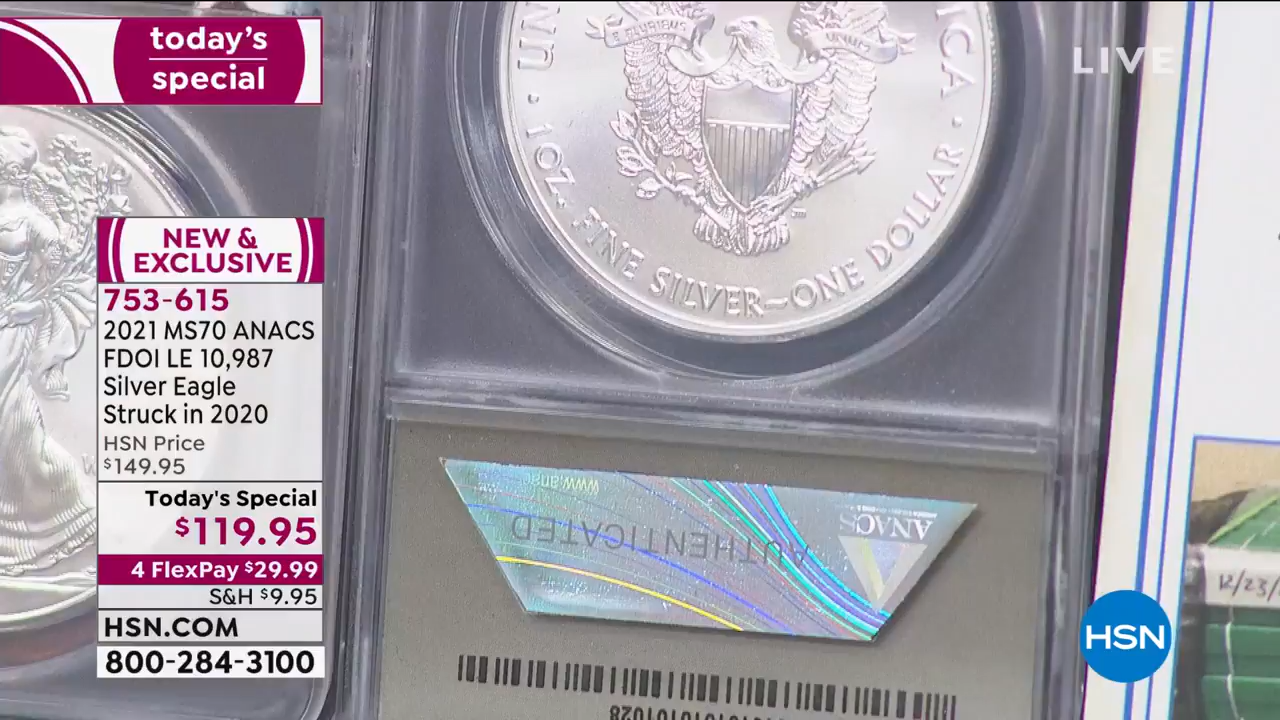 today's
special
LIVE
NEW &
EXCLUSIVE
753-615
2021 MS70 ANACS
FDOI LE 10,987
Silver Eagle
Struck in 2020
HSN Price
$149.95
Today's Special
$119.95
4 FlexPay $29.99
S&H $9.95
HSN.COM
800-284-3100
E PLURIBUS UNUM
1 OZ. FINE SILVER~ONE DOLLAR
ANACS
AUTHENTICATED
12/23/
HSN